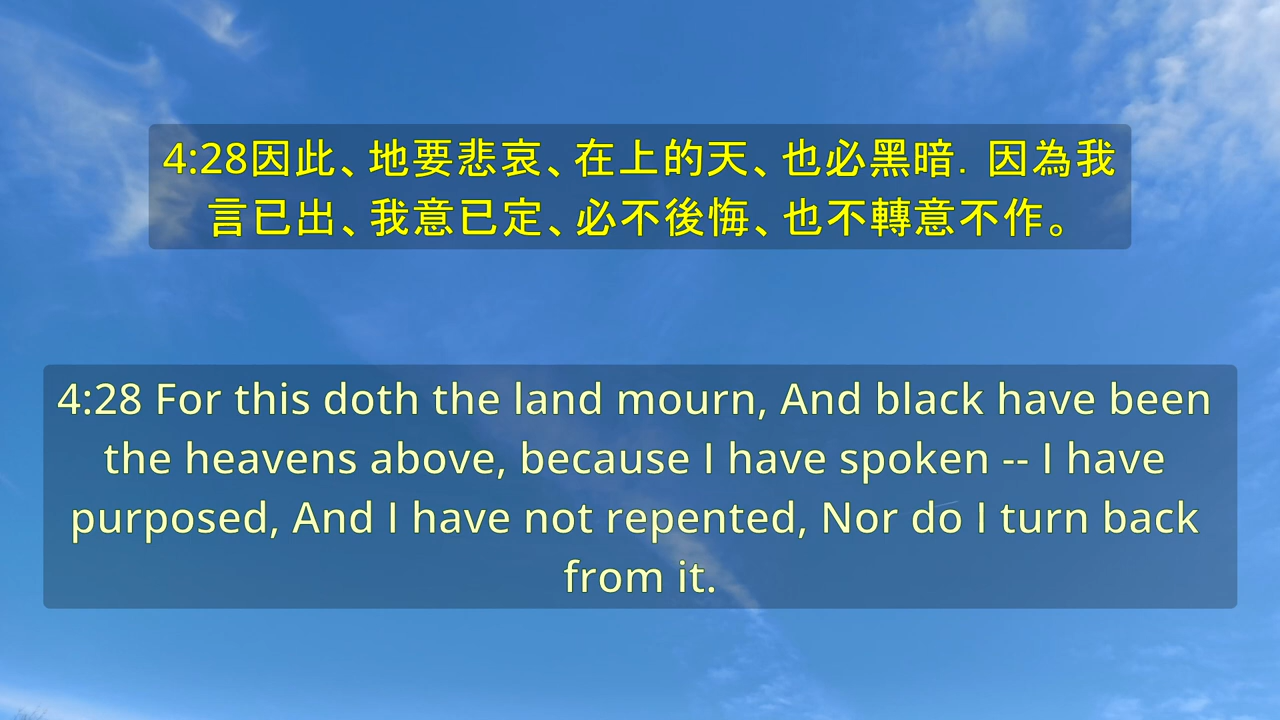 4:28因此、地要悲哀、在上的天、也必黑暗．因為我
言已出、我意已定、必不後悔、也不轉意不作。
4:28 For this doth the land mourn, And black have been
the heavens above, because I have spoken -- I have
purposed, And I have not repented, Nor do I turn back
from it.